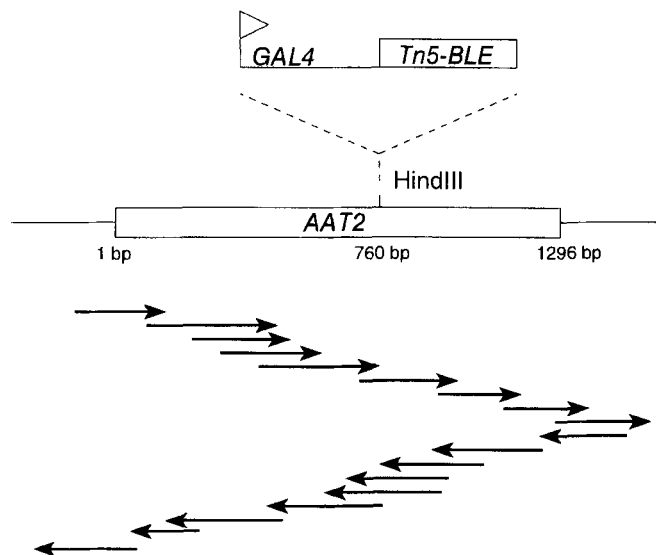 GAL4
Tn5-BLE
HindIII
AAT2
1 bp
760 bp
1296 bp